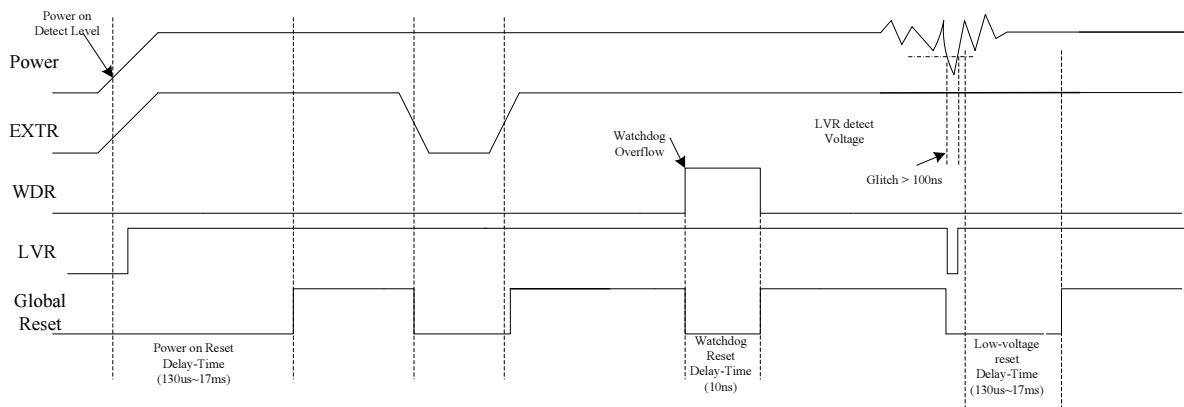 Power on
Detect Level
Power
EXTR
LVR detect
Voltage
Watchdog
Overflow
Glitch > 100ns
WDR
LVR
Global
Reset
Power on Reset
Delay-Time
(130us~17ms)
Watchdog
Reset
Delay-Time
(10ns)
Low-voltage
reset
Delay-Time
(130us~17ms)